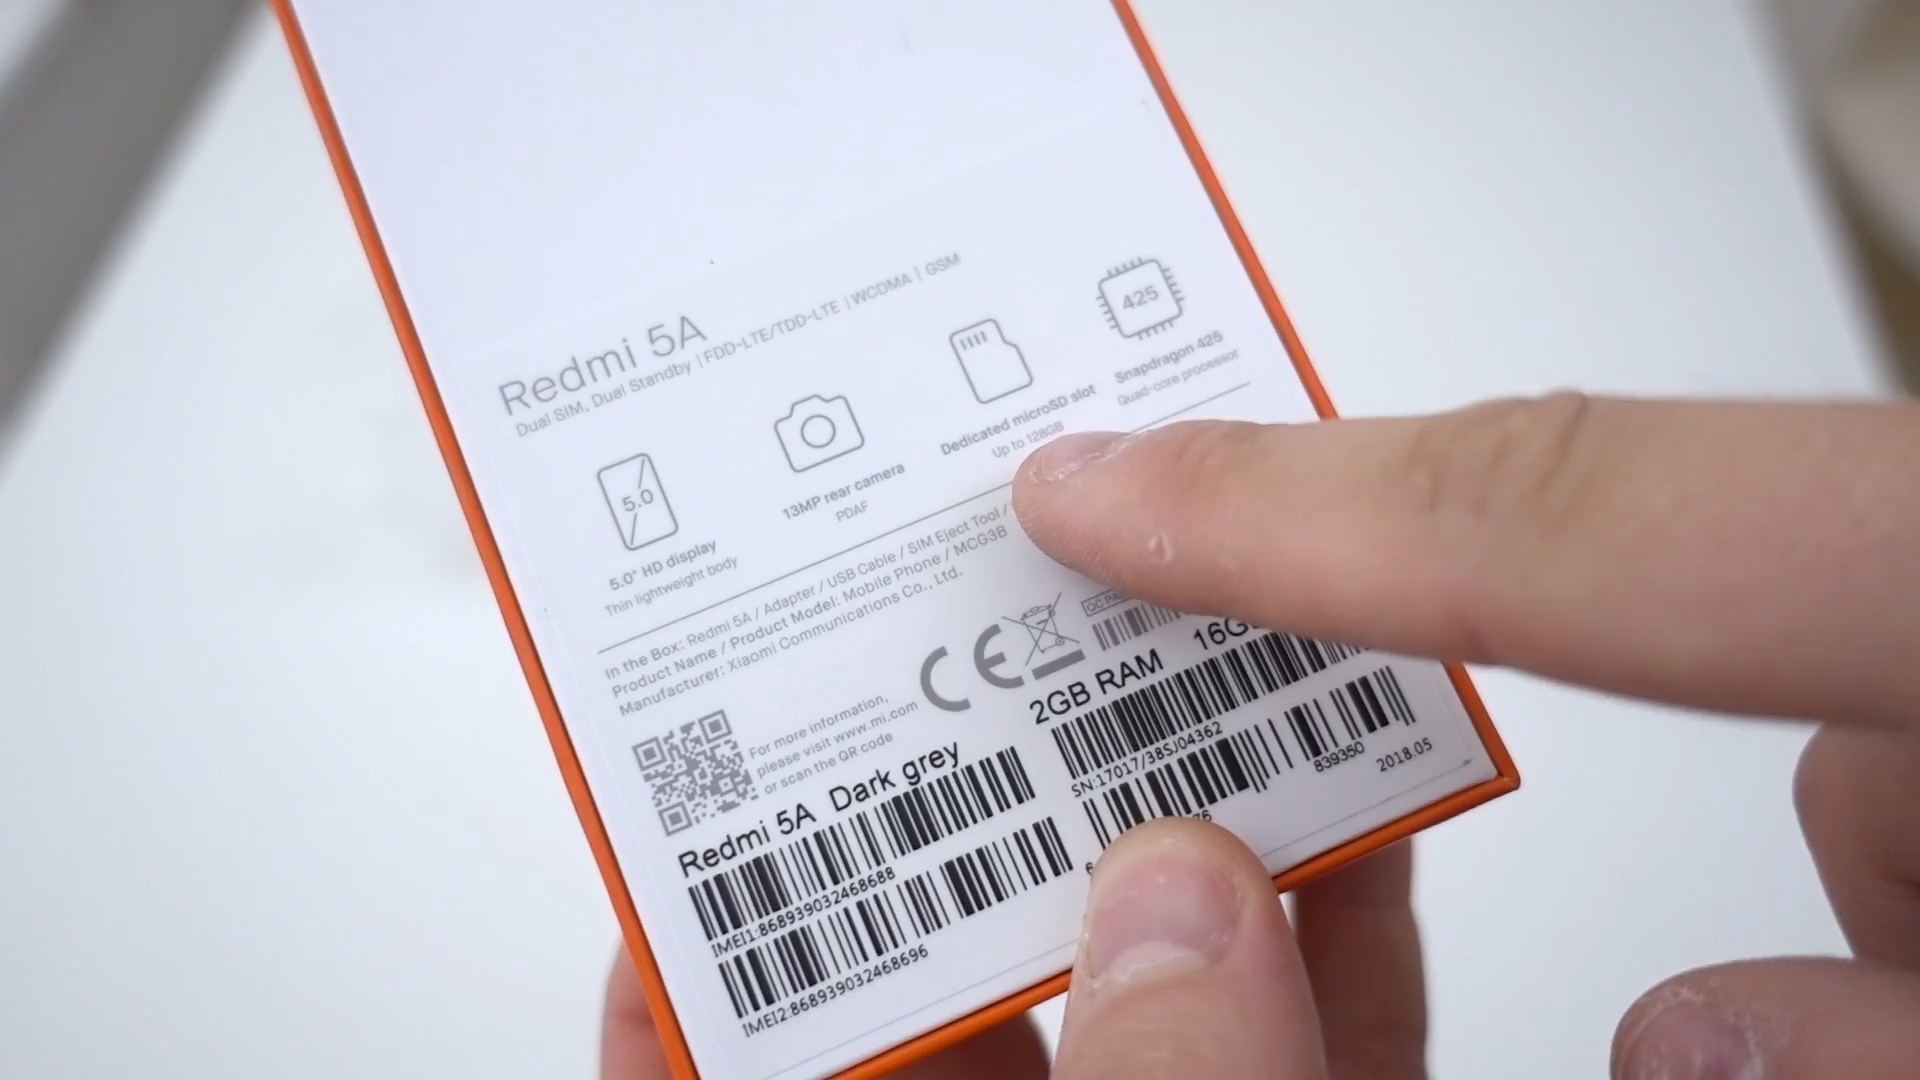 Redmi 5A
Dual SIM, Dual Standby | FDD-LTE/TDD-LTE | WCDMA | GSM
5.0
5.0" HD display
Thin lightweight body
13MP rear camera
PDAF
Dedicated microSD slot
Up to 128GB
425
Snapdragon 425
Quad-core processor
In the Box: Redmi 5A / Adapter / USB Cable / SIM Eject Tool /
Product Name / Product Model: Mobile Phone / MCG3B
Manufacturer: Xiaomi Communications Co., Ltd.
For more information,
please visit www.mi.com
or scan the QR code
CE
QC
Redmi 5A Dark grey
IMEI1:868939032468688
IMEI2:868939032468696
2GB RAM
SN:17017/38SJ04362
76
839350
2018.05